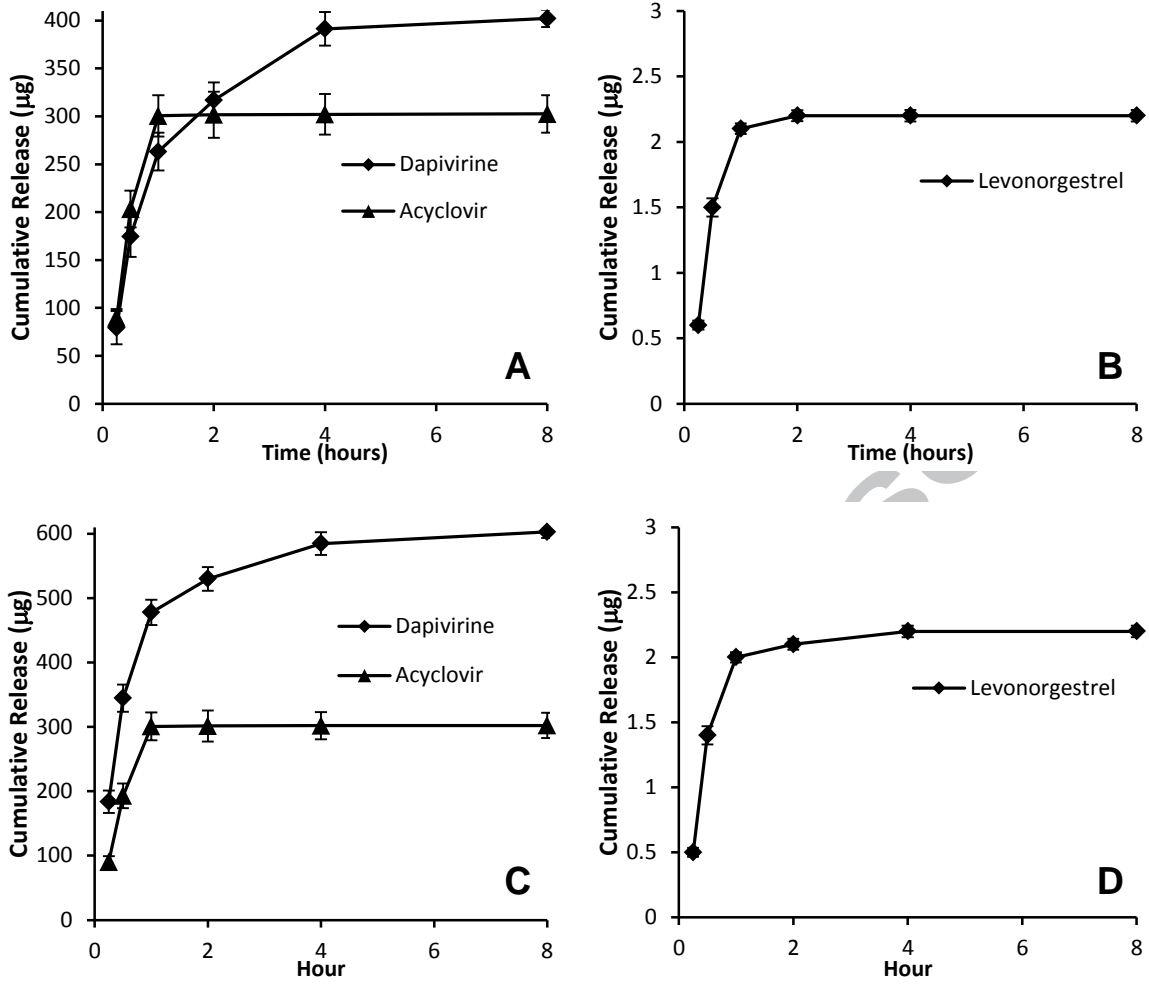 400
350
300
250
200
150
100
50
0
Cumulative Release (μg)
Dapivirine
Acyclovir
A
0 2 4 6 8
Time (hours)
3
2.5
2
1.5
1
0.5
0
Cumulative Release (μg)
Levonorgestrel
B
0 2 4 6 8
Time (hours)
600
500
400
300
200
100
0
Cumulative Release (μg)
Dapivirine
Acyclovir
C
0 2 4 6 8
Hour
3
2.5
2
1.5
1
0.5
0
Cumulative Release (μg)
Levonorgestrel
D
0 2 4 6 8
Hour